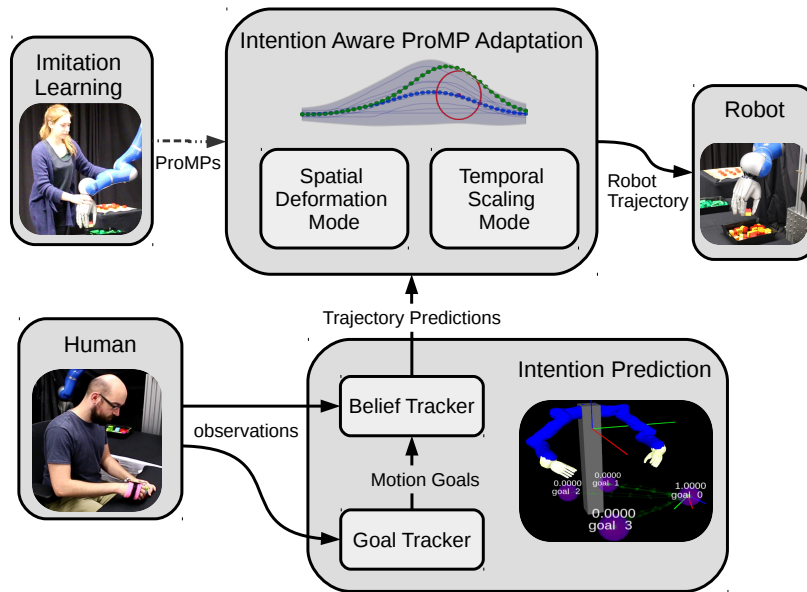 Imitation
Learning
ProMPs
Intention Aware ProMP Adaptation
Spatial
Deformation
Mode
Temporal
Scaling
Mode
Robot
Trajectory
Robot
Trajectory Predictions
Human
observations
Intention Prediction
Belief Tracker
Motion Goals
Goal Tracker
0.0000
goal 2
0.0000
goal 1
1.0000
goal 0
0.0000
goal 3